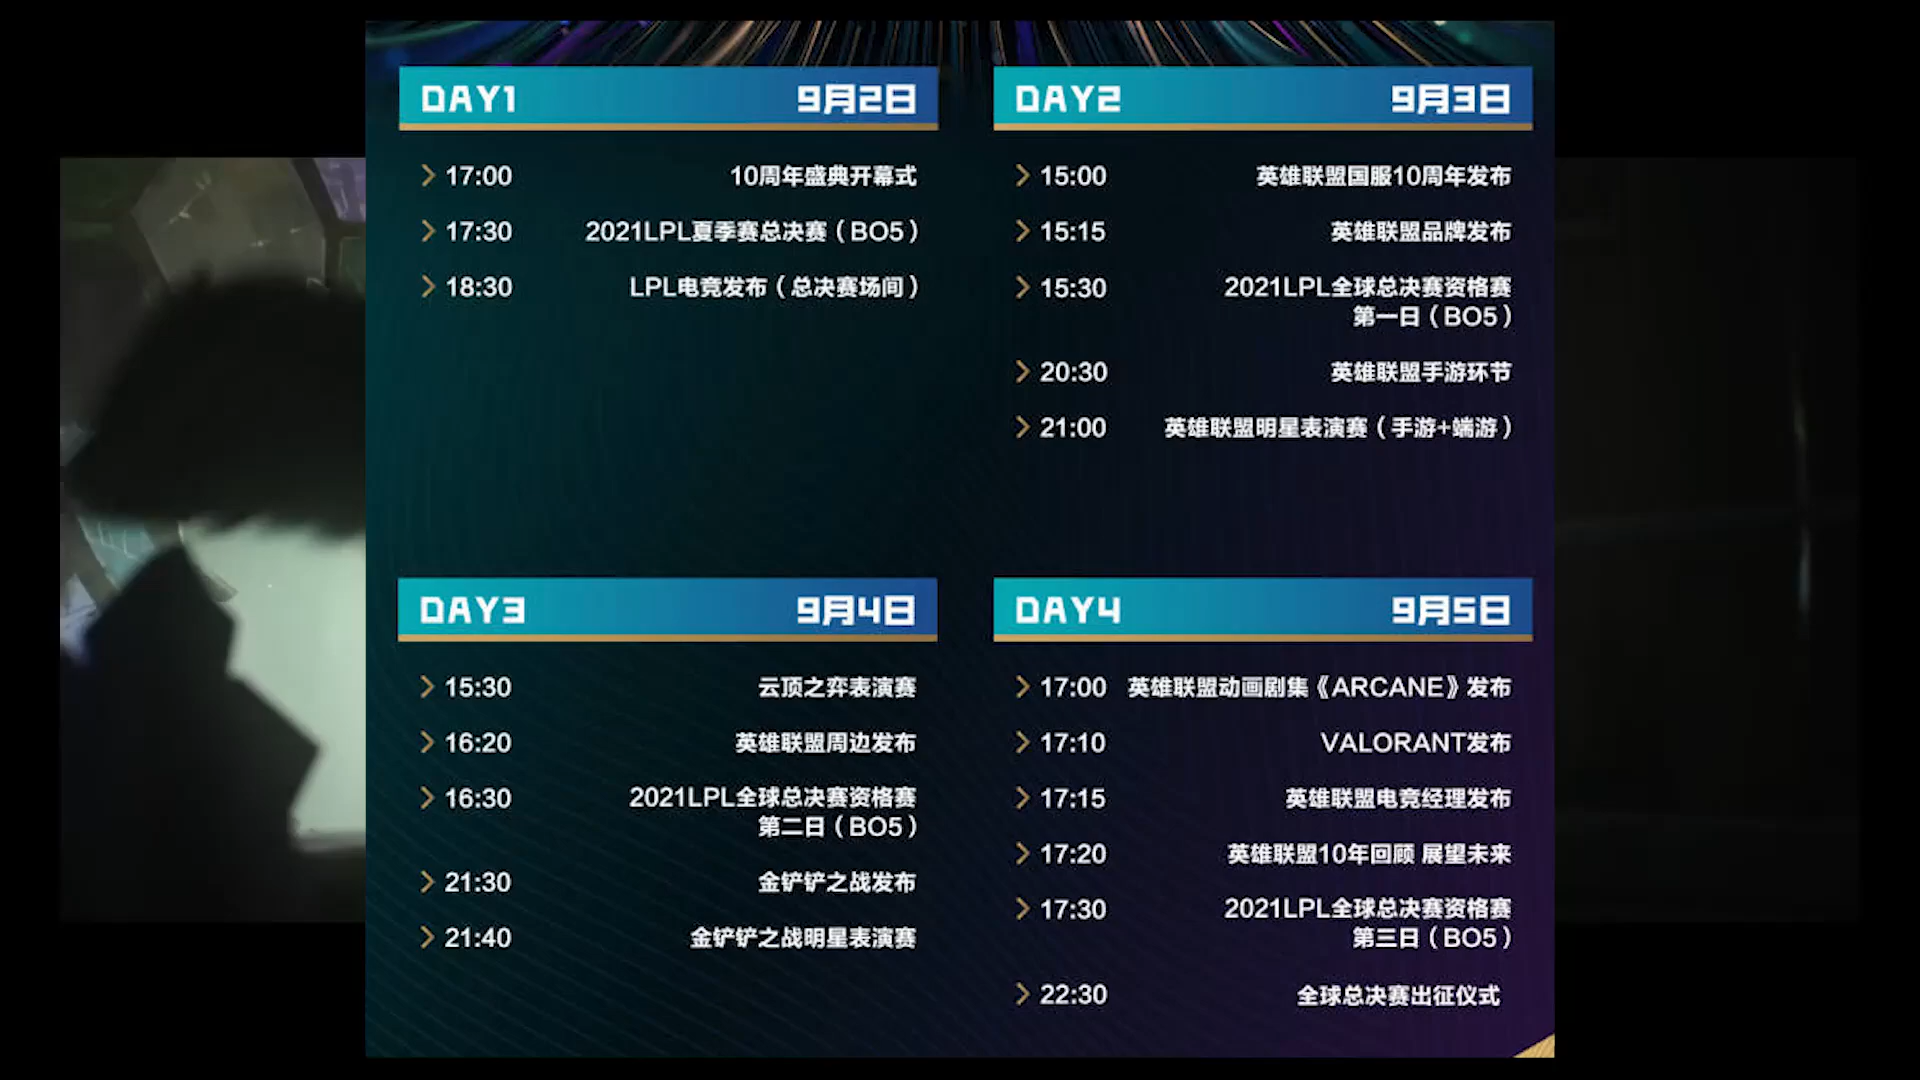 DAY1 9月2日
17:00 10周年盛典开幕式
17:30 2021LPL夏季赛总决赛（BO5）
18:30 LPL电竞发布（总决赛场间）
DAY2 9月3日
15:00 英雄联盟国服10周年发布
15:15 英雄联盟品牌发布
15:30 2021LPL全球总决赛资格赛
第一日（BO5）
20:30 英雄联盟手游环节
21:00 英雄联盟明星表演赛（手游+端游）
DAY3 9月4日
15:30 云顶之弈表演赛
16:20 英雄联盟周边发布
16:30 2021LPL全球总决赛资格赛
第二日（BO5）
21:30 金铲铲之战发布
21:40 金铲铲之战明星表演赛
DAY4 9月5日
17:00 英雄联盟动画剧集《ARCANE》发布
17:10 VALORANT发布
17:15 英雄联盟电竞经理发布
17:20 英雄联盟10年回顾 展望未来
17:30 2021LPL全球总决赛资格赛
第三日（BO5）
22:30 全球总决赛出征仪式